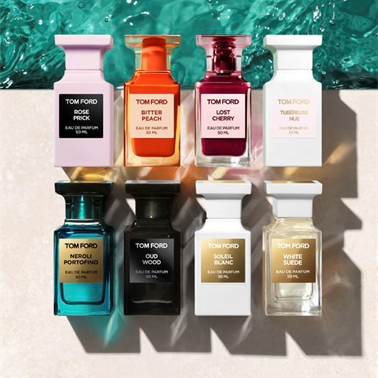 TOM FORD
ROSE
PRICK
EAU DE PARFUM
50 ML
TOM FORD
BITTER
PEACH
EAU DE PARFUM
50 ML
TOM FORD
LOST
CHERRY
EAU DE PARFUM
50 ML
TOM FORD
TUBÉREUSE
NUE
EAU DE PARFUM
50 ML
TOM FORD
NEROLI
PORTOFINO
EAU DE PARFUM
50 ML
TOM FORD
OUD
WOOD
EAU DE PARFUM
50 ML
TOM FORD
SOLEIL
BLANC
EAU DE PARFUM
50 ML
TOM FORD
WHITE
SUEDE
EAU DE PARFUM
50 ML